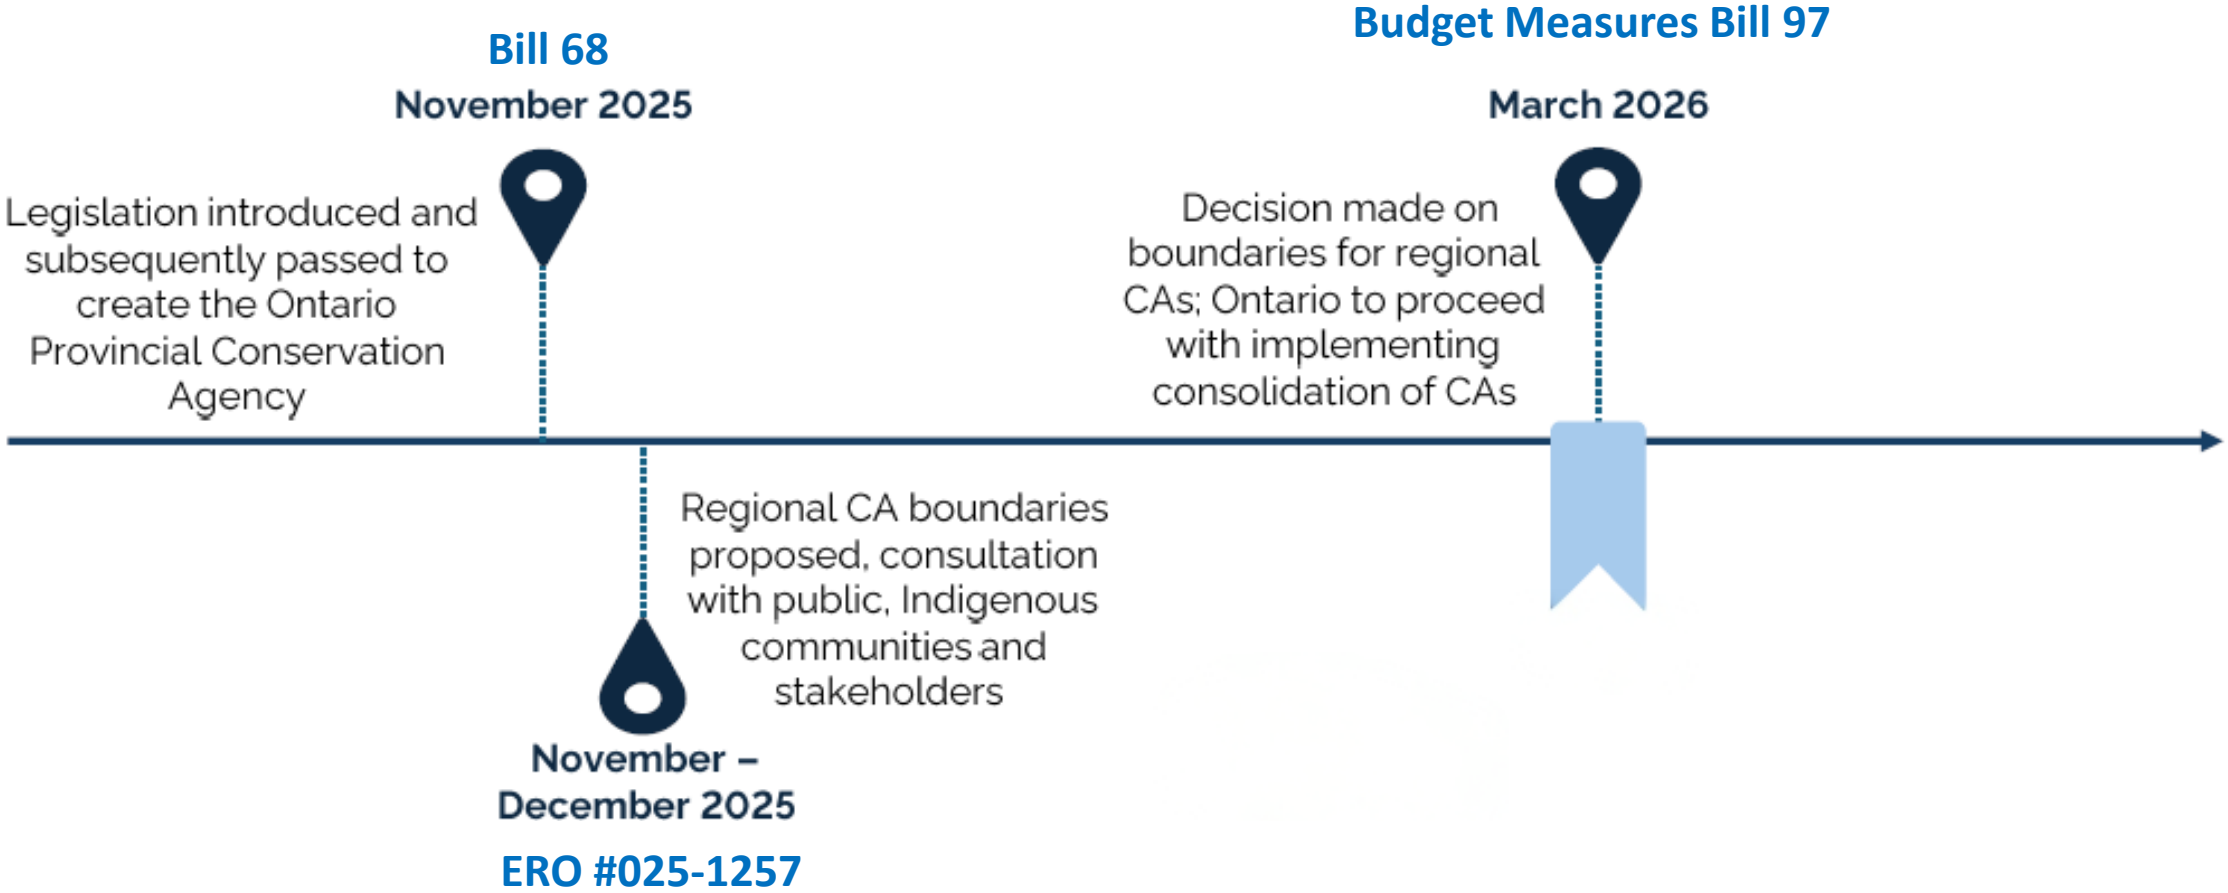 Bill 68
November 2025
Legislation introduced and
subsequently passed to
create the Ontario
Provincial Conservation
Agency
Regional CA boundaries
proposed, consultation
with public, Indigenous
communities and
stakeholders
November –
December 2025
ERO #025-1257
Budget Measures Bill 97
March 2026
Decision made on
boundaries for regional
CAs; Ontario to proceed
with implementing
consolidation of CAs